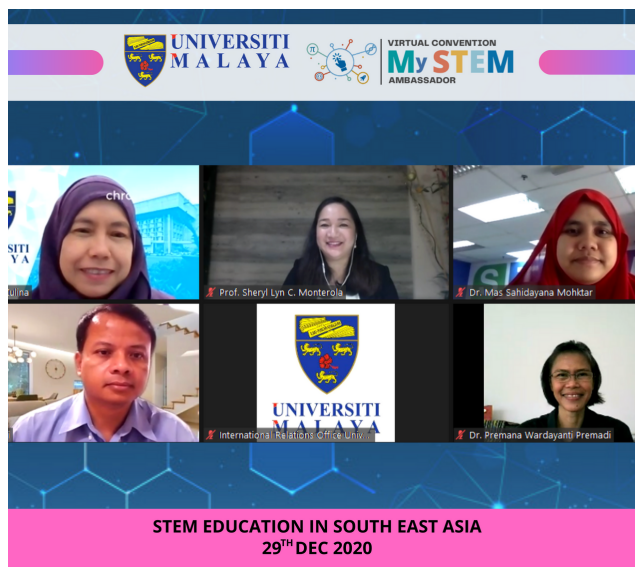 UNIVERSITI
MALAYA
VIRTUAL CONVENTION
My STEM
AMBASSADOR
π
chro
SITI
YA
Prof. Sheryl Lyn C. Monterola
Dr. Mas Sahidayana Mohktar
S
UNIVERSITI
MALAYA
International Relations Office Univ...
Dr. Premana Wardayanti Premadi
STEM EDUCATION IN SOUTH EAST ASIA
29TH DEC 2020